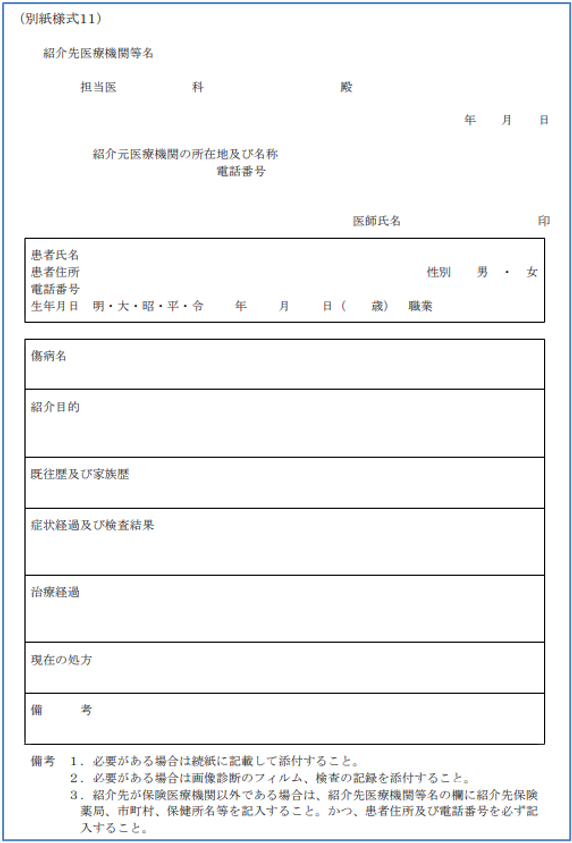 （別紙様式11）
紹介先医療機関等名
担当医　　　科　　　殿
年　月　日
紹介元医療機関の所在地及び名称
電話番号
医師氏名　　　印
患者氏名
患者住所　　　性別　男・女
電話番号
生年月日　明・大・昭・平・令　　年　　月　　日（　　歳）　職業
傷病名
紹介目的
既往歴及び家族歴
症状経過及び検査結果
治療経過
現在の処方
備　　考
備考　１．必要がある場合は続紙に記載して添付すること。
２．必要がある場合は画像診断のフィルム、検査の記録を添付すること。
３．紹介先が保険医療機関以外である場合は、紹介先医療機関等名の欄に紹介先保険
薬局、市町村、保健所名等を記入すること。かつ、患者住所及び電話番号を必ず記
入すること。